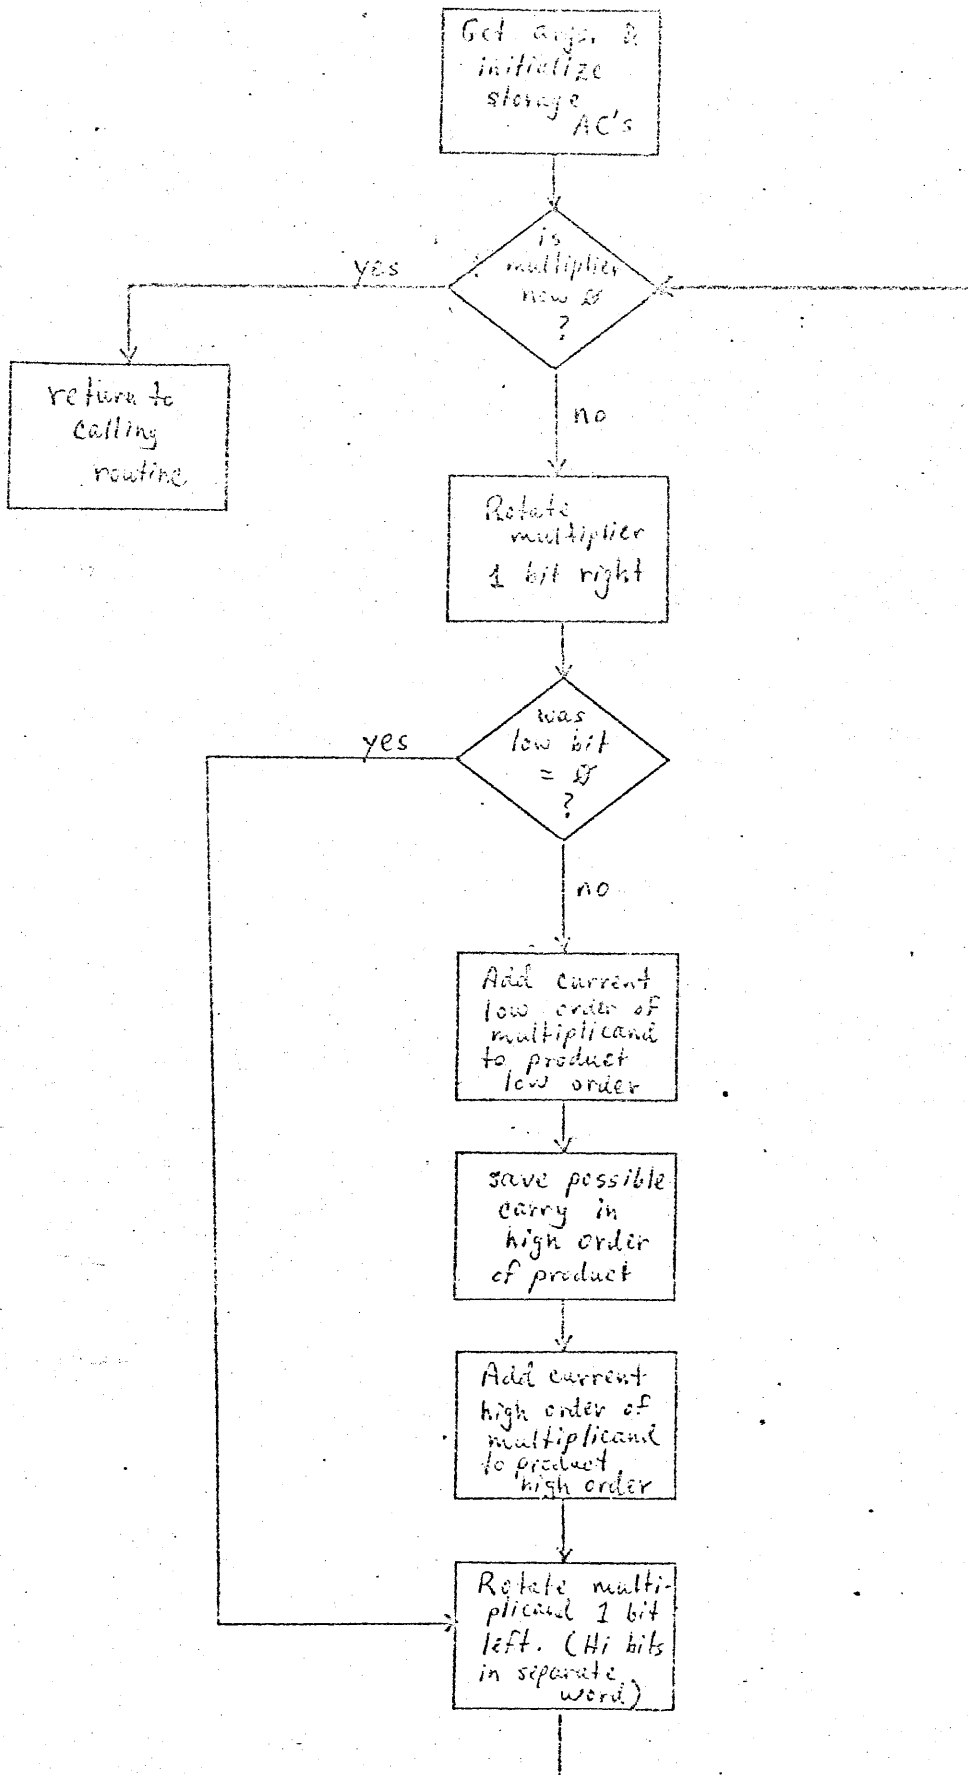 Get args. &
initialize
storage
AC's
is
multiplier
now 0
?
yes
return to
calling
routine
no
Rotate
multiplier
1 bit right
was
low bit
= 0
?
yes
no
Add current
low order of
multiplicand
to product
low order
save possible
carry in
high order
of product
Add current
high order of
multiplicand
to product
high order
Rotate multi-
plicand 1 bit
left. (Hi bits
in separate
word)